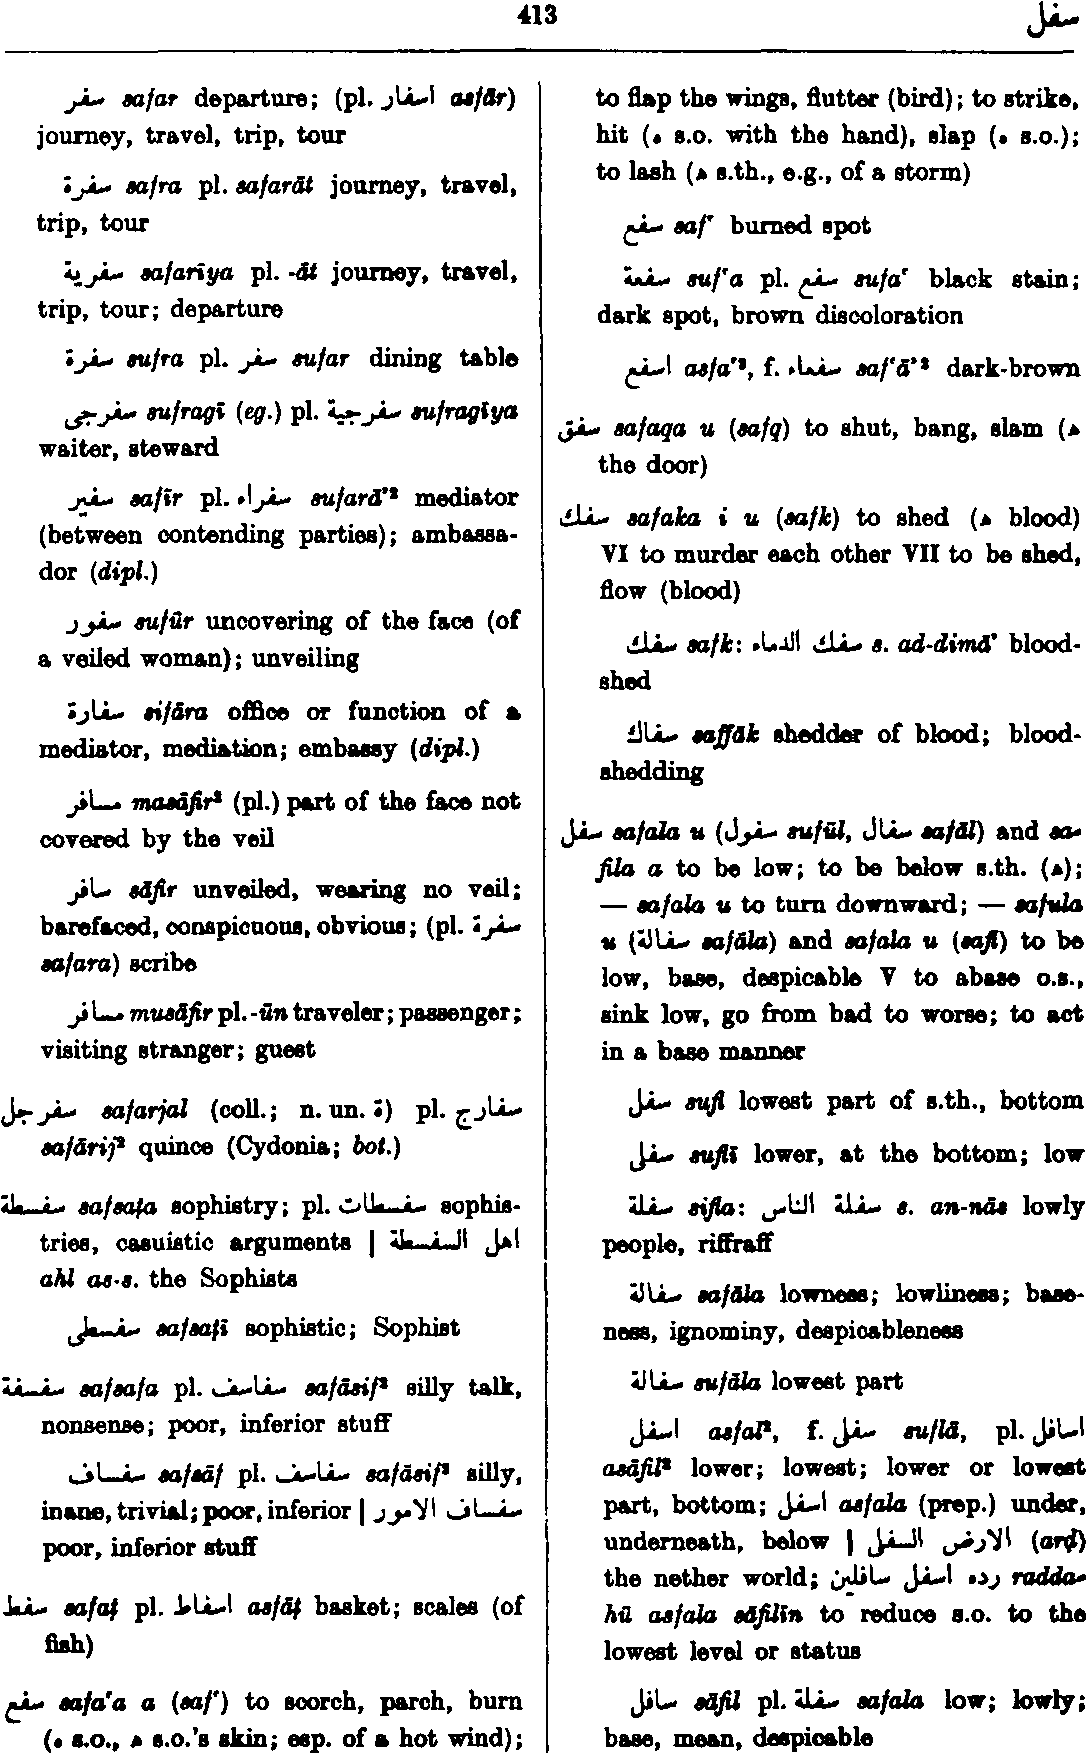 413 سفل
سفر safar departure; (pl. اسفار asfār)
journey, travel, trip, tour
سفرة safra pl. safarāt journey, travel,
trip, tour
سفرية safarīya pl. -āt journey, travel,
trip, tour; departure
سفرة sufra pl. سفر sufar dining table
سفرجى sufragī (eg.) pl. سفرجية sufragīya
waiter, steward
سفير safīr pl. سفراء sufarā'² mediator
(between contending parties); ambassa-
dor (dipl.)
سفور sufūr uncovering of the face (of
a veiled woman); unveiling
سفارة sifāra office or function of a
mediator, mediation; embassy (dipl.)
مسافر masāfir² (pl.) part of the face not
covered by the veil
سافر sāfir unveiled, wearing no veil;
barefaced, conspicuous, obvious; (pl. سفرة
safara) scribe
مسافر musāfir pl. -ūn traveler; passenger;
visiting stranger; guest
سفرجل safarjal (coll.; n. un. ة) pl. سفارج
safārij² quince (Cydonia; bot.)
سفسطة safsaṭa sophistry; pl. سفسطات sophis-
tries, casuistic arguments | اهل السفسطة
ahl as-s. the Sophists
سفسطى safsaṭī sophistic; Sophist
سفسفة safsafa pl. سفاسف safāsif² silly talk,
nonsense; poor, inferior stuff
سفساف safsāf pl. سفاسف safāsif² silly,
inane, trivial; poor, inferior | سفساف الامور
poor, inferior stuff
سفط safaṭ pl. اسفاط asfāṭ basket; scales (of
fish)
سفع safa‘a a (saf‘) to scorch, parch, burn
(ه s.o., ھ s.o.'s skin; esp. of a hot wind);
to flap the wings, flutter (bird); to strike,
hit (ه s.o. with the hand), slap (ه s.o.);
to lash (ھ s.th., e.g., of a storm)
سفع saf‘ burned spot
سفعة suf‘a pl. سفع sufa‘ black stain;
dark spot, brown discoloration
اسفع asfa‘², f. سفعاء saf‘ā'² dark-brown
سفق safaqa u (safq) to shut, bang, slam (ھ
the door)
سفك safaka i u (safk) to shed (ھ blood)
VI to murder each other VII to be shed,
flow (blood)
سفك safk: سفك الدماء s. ad-dimā' blood-
shed
سفاك saffāk shedder of blood; blood-
shedding
سفل safala u (سفول sufūl, سفال safāl) and sa-
fila a to be low; to be below s.th. (ھ);
— safala u to turn downward; — safula
u (سفالة safāla) and safala u (safl) to be
low, base, despicable V to abase o.s.,
sink low, go from bad to worse; to act
in a base manner
سفل sufl lowest part of s.th., bottom
سفلى suflī lower, at the bottom; low
سفلة sifla: سفلة الناس s. an-nās lowly
people, riffraff
سفالة safāla lowness; lowliness; base-
ness, ignominy, despicableness
سفالة sufāla lowest part
اسفل asfal², f. سفلى suflā, pl. اسافل
asāfil² lower; lowest; lower or lowest
part, bottom; اسفل asfala (prep.) under,
underneath, below | الارض السفلى (arḍ)
the nether world; رده اسفل سافلين radda-
hū asfala sāfilīn to reduce s.o. to the
lowest level or status
سافل sāfil pl. سفلة safala low; lowly;
base, mean, despicable